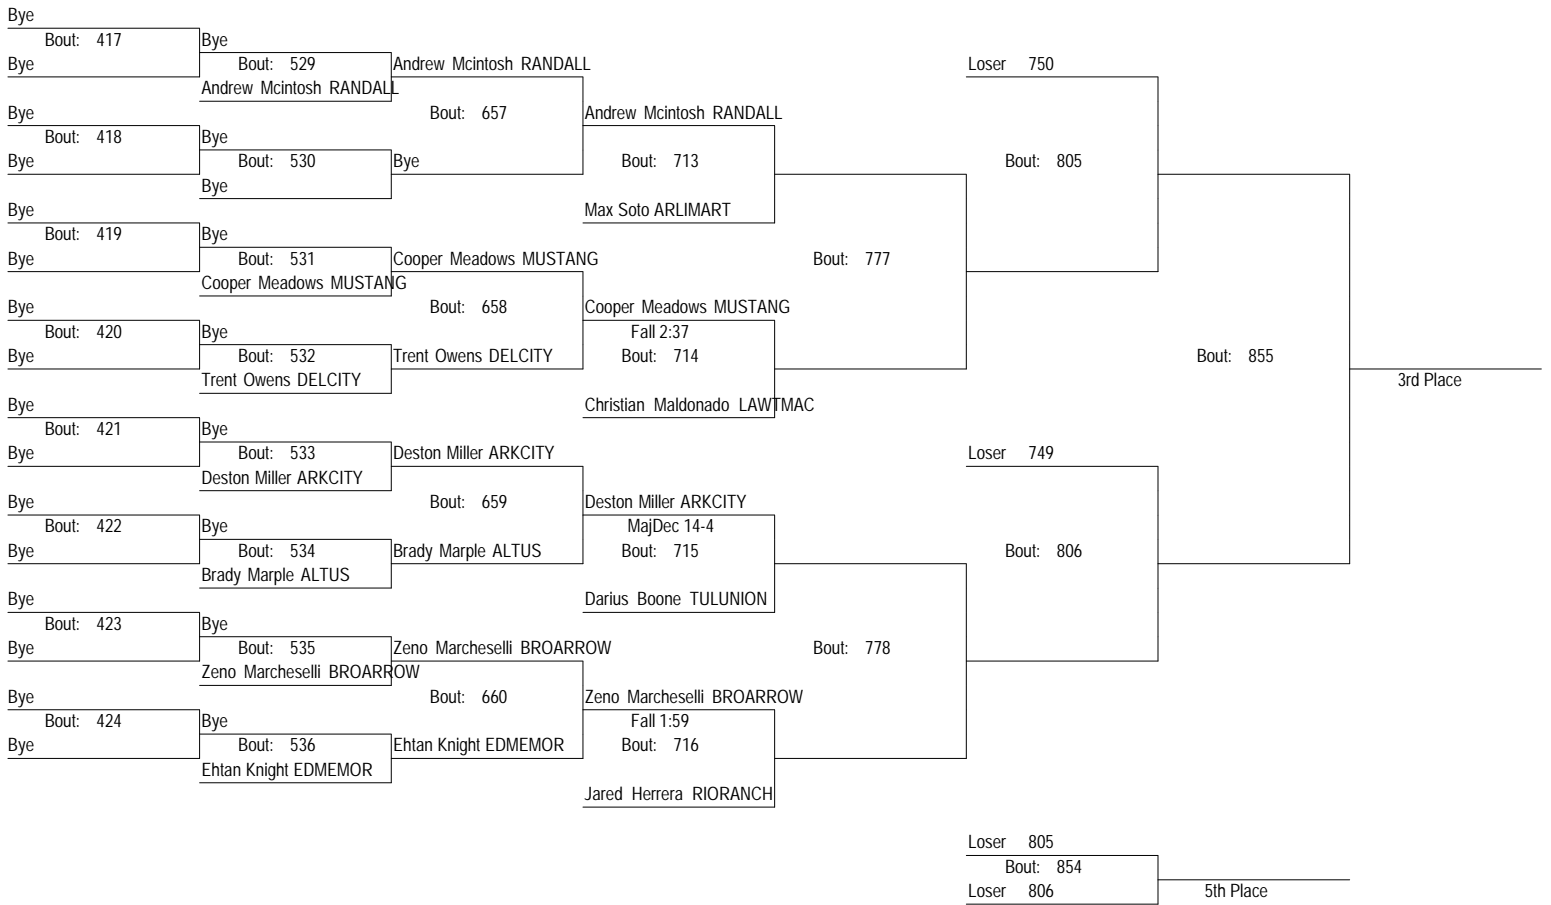 Bye
Bout: 417 Bye
Bye Bout: 529 Andrew Mcintosh RANDALL Loser 750
Andrew Mcintosh RANDALL
Bye Bout: 657 Andrew Mcintosh RANDALL
Bout: 418 Bye
Bye Bout: 530 Bye Bout: 713 Bout: 805
Bye
Bye Max Soto ARLIMART
Bout: 419 Bye
Bye Bout: 531 Cooper Meadows MUSTANG Bout: 777
Cooper Meadows MUSTANG
Bye Bout: 658 Cooper Meadows MUSTANG
Bout: 420 Bye Fall 2:37
Bye Bout: 532 Trent Owens DELCITY Bout: 714 Bout: 855
Trent Owens DELCITY 3rd Place
Bye Christian Maldonado LAWTMAC
Bout: 421 Bye
Bye Bout: 533 Deston Miller ARKCITY Loser 749
Deston Miller ARKCITY
Bye Bout: 659 Deston Miller ARKCITY
Bout: 422 Bye MajDec 14-4
Bye Bout: 534 Brady Marple ALTUS Bout: 715 Bout: 806
Brady Marple ALTUS
Bye Darius Boone TULUNION
Bout: 423 Bye
Bye Bout: 535 Zeno Marcheselli BROARROW Bout: 778
Zeno Marcheselli BROARROW
Bye Bout: 660 Zeno Marcheselli BROARROW
Bout: 424 Bye Fall 1:59
Bye Bout: 536 Ehtan Knight EDMEMOR Bout: 716
Ehtan Knight EDMEMOR
Jared Herrera RIORANCH
Loser 805
Bout: 854
Loser 806 5th Place